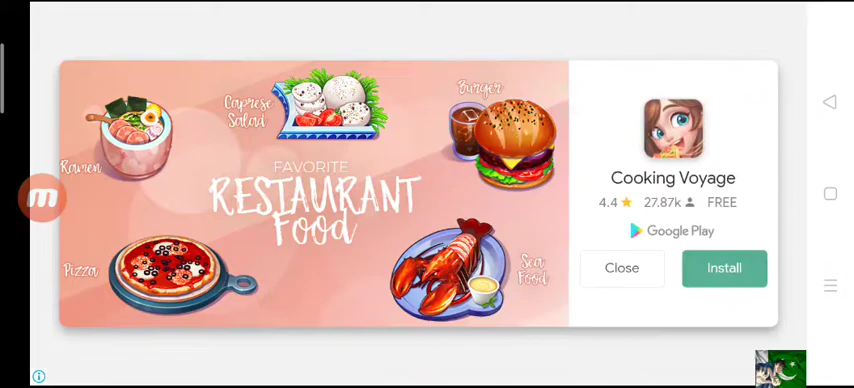 Caprese
Salad
Burger
Ramen
FAVORITE
RESTAURANT
Food
Pizza
Sea
Food
Cooking Voyage
4.4 27.87k FREE
Google Play
Close
Install